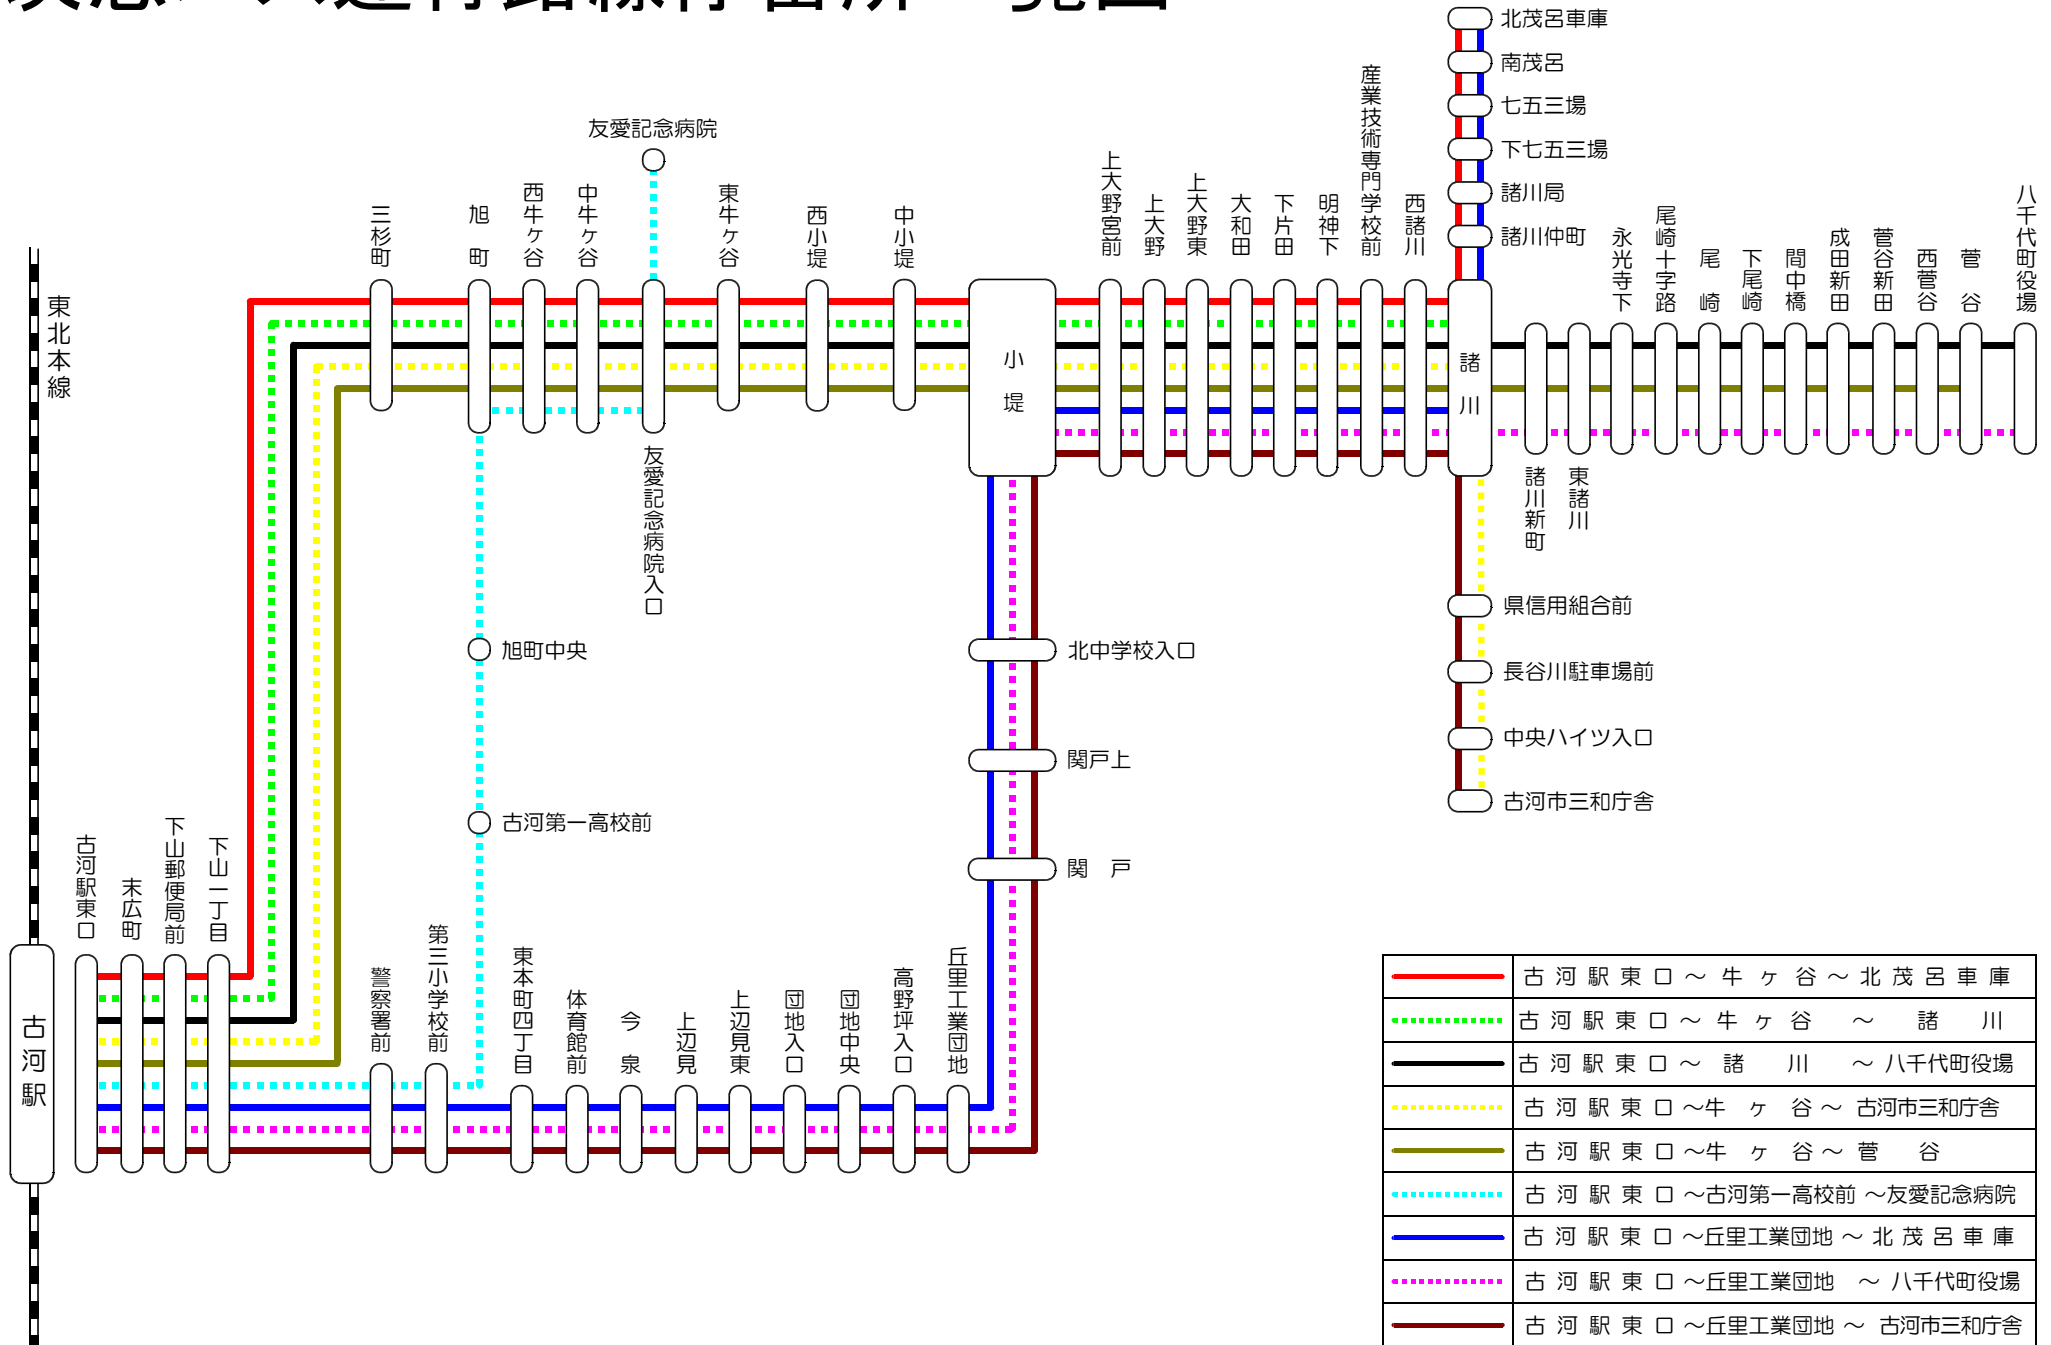 北茂呂車庫
南茂呂
七五三場
下七五三場
諸川局
諸川仲町
友愛記念病院
三杉町
旭町
西牛ヶ谷
中牛ヶ谷
東牛ヶ谷
西小堤
中小堤
小堤
上大野宮前
上大野
上大野東
大和田
下片田
明神下
産業技術専門学校前
西諸川
諸川
永光寺下
尾崎十字路
尾崎
下尾崎
間中橋
成田新田
菅谷新田
西菅谷
菅谷
八千代町役場
諸川新町
東諸川
東北本線
友愛記念病院入口
旭町中央
古河第一高校前
北中学校入口
関戸上
関戸
県信用組合前
長谷川駐車場前
中央ハイツ入口
古河市三和庁舎
古河駅
古河駅東口
末広町
下山郵便局前
下山一丁目
警察署前
第三小学校前
東本町四丁目
体育館前
今泉
上辺見
上辺見東
団地入口
団地中央
高野坪入口
丘里工業団地
古河駅東口～牛ヶ谷～北茂呂車庫
古河駅東口～牛ヶ谷～諸川
古河駅東口～諸川～八千代町役場
古河駅東口～牛ヶ谷～古河市三和庁舎
古河駅東口～牛ヶ谷～菅谷
古河駅東口～古河第一高校前～友愛記念病院
古河駅東口～丘里工業団地～北茂呂車庫
古河駅東口～丘里工業団地～八千代町役場
古河駅東口～丘里工業団地～古河市三和庁舎